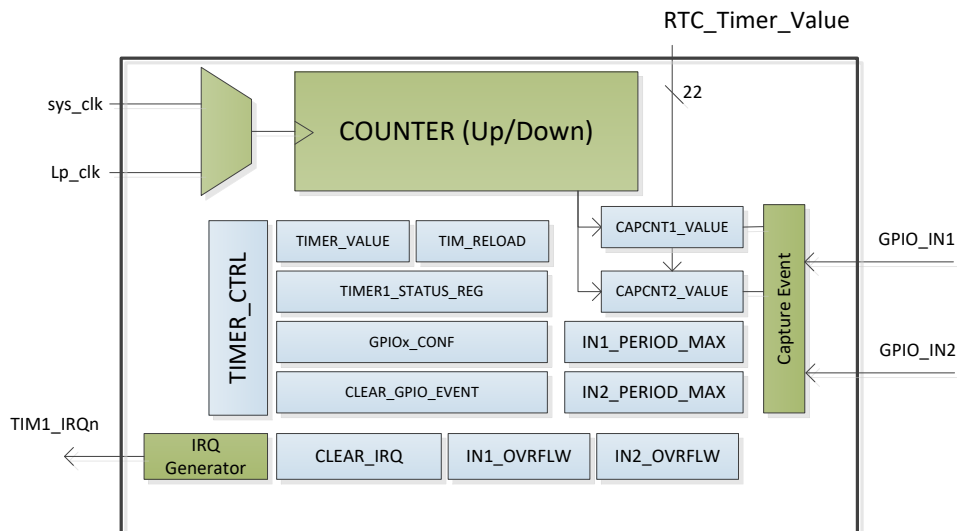 RTC_Timer_Value
22
sys_clk
Lp_clk
COUNTER (Up/Down)
TIMER_CTRL
TIMER_VALUE
TIM_RELOAD
CAPCNT1_VALUE
TIMER1_STATUS_REG
CAPCNT2_VALUE
GPIOx_CONF
IN1_PERIOD_MAX
CLEAR_GPIO_EVENT
IN2_PERIOD_MAX
Capture Event
GPIO_IN1
GPIO_IN2
TIM1_IRQn
IRQ
Generator
CLEAR_IRQ
IN1_OVRFLW
IN2_OVRFLW